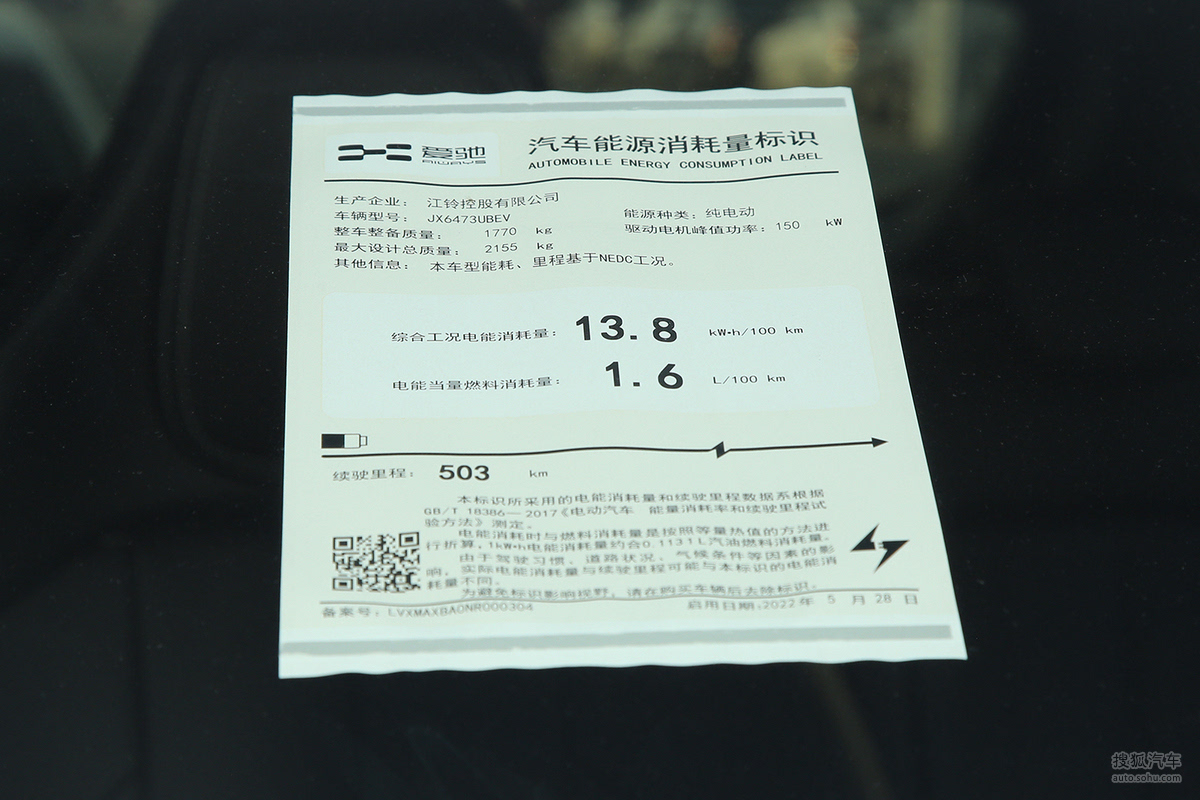 爱驰
AIWAYS
汽车能源消耗量标识
AUTOMOBILE ENERGY CONSUMPTION LABEL
生产企业： 江铃控股有限公司
车辆型号： JX6473UBEV
能源种类：纯电动
整车整备质量： 1770 kg
驱动电机峰值功率：150 kW
最大设计总质量： 2155 kg
其他信息： 本车型能耗、里程基于NEDC工况。
综合工况电能消耗量：13.8 kW·h/100 km
电能当量燃料消耗量：1.6 L/100 km
续驶里程： 503 km
本标识所采用的电能消耗量和续驶里程数据系根据
GB/T 18386—2017《电动汽车 能量消耗率和续驶里程试
验方法》测定。
电能消耗时与燃料消耗量是按照等量热值的方法进
行折算，1kW·h电能消耗量约合0.1131L汽油燃料消耗量。
由于驾驶习惯、道路状况、气候条件等因素的影
响，实际电能消耗量与续驶里程可能与本标识的电能消
耗量不同。
为避免标识影响视野，请在购买车辆后去除标识。
备案号：LVXMAXBA0NR000304
启用日期：2022年 5 月 28 日
搜狐汽车
auto.sohu.com